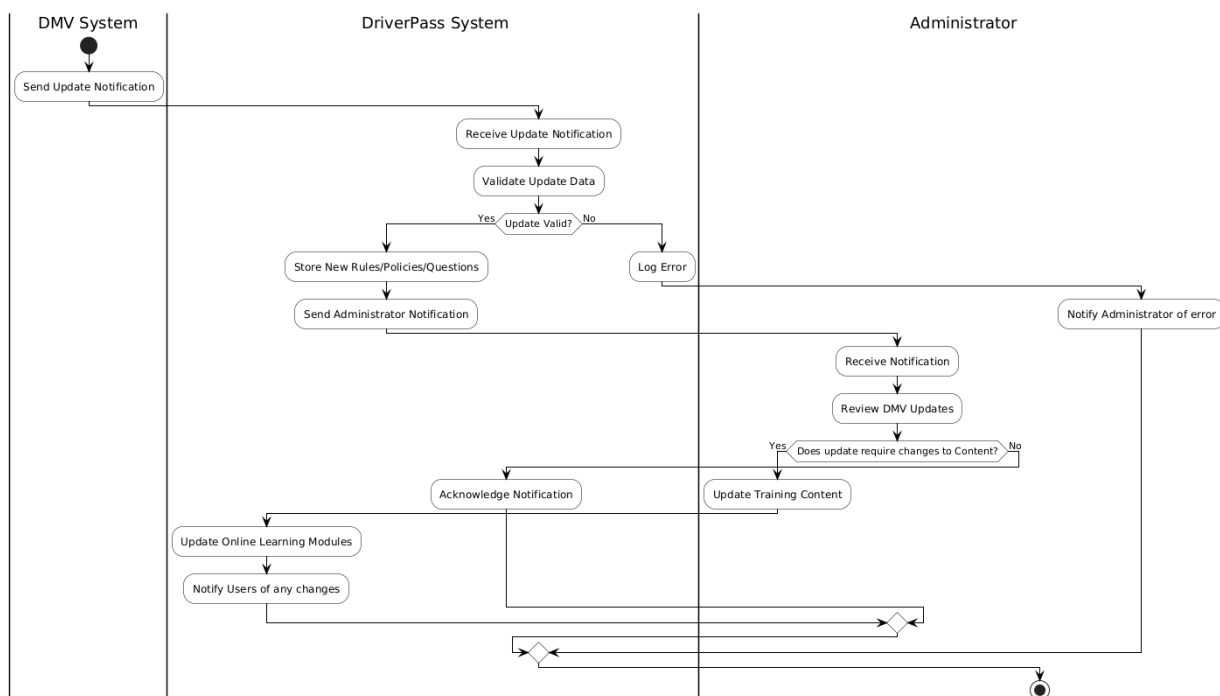 DMV System
DriverPass System
Administrator
Send Update Notification
Receive Update Notification
Validate Update Data
Yes
Update Valid?
No
Store New Rules/Policies/Questions
Log Error
Send Administrator Notification
Notify Administrator of error
Receive Notification
Review DMV Updates
Yes
Does update require changes to Content?
No
Acknowledge Notification
Update Training Content
Update Online Learning Modules
Notify Users of any changes